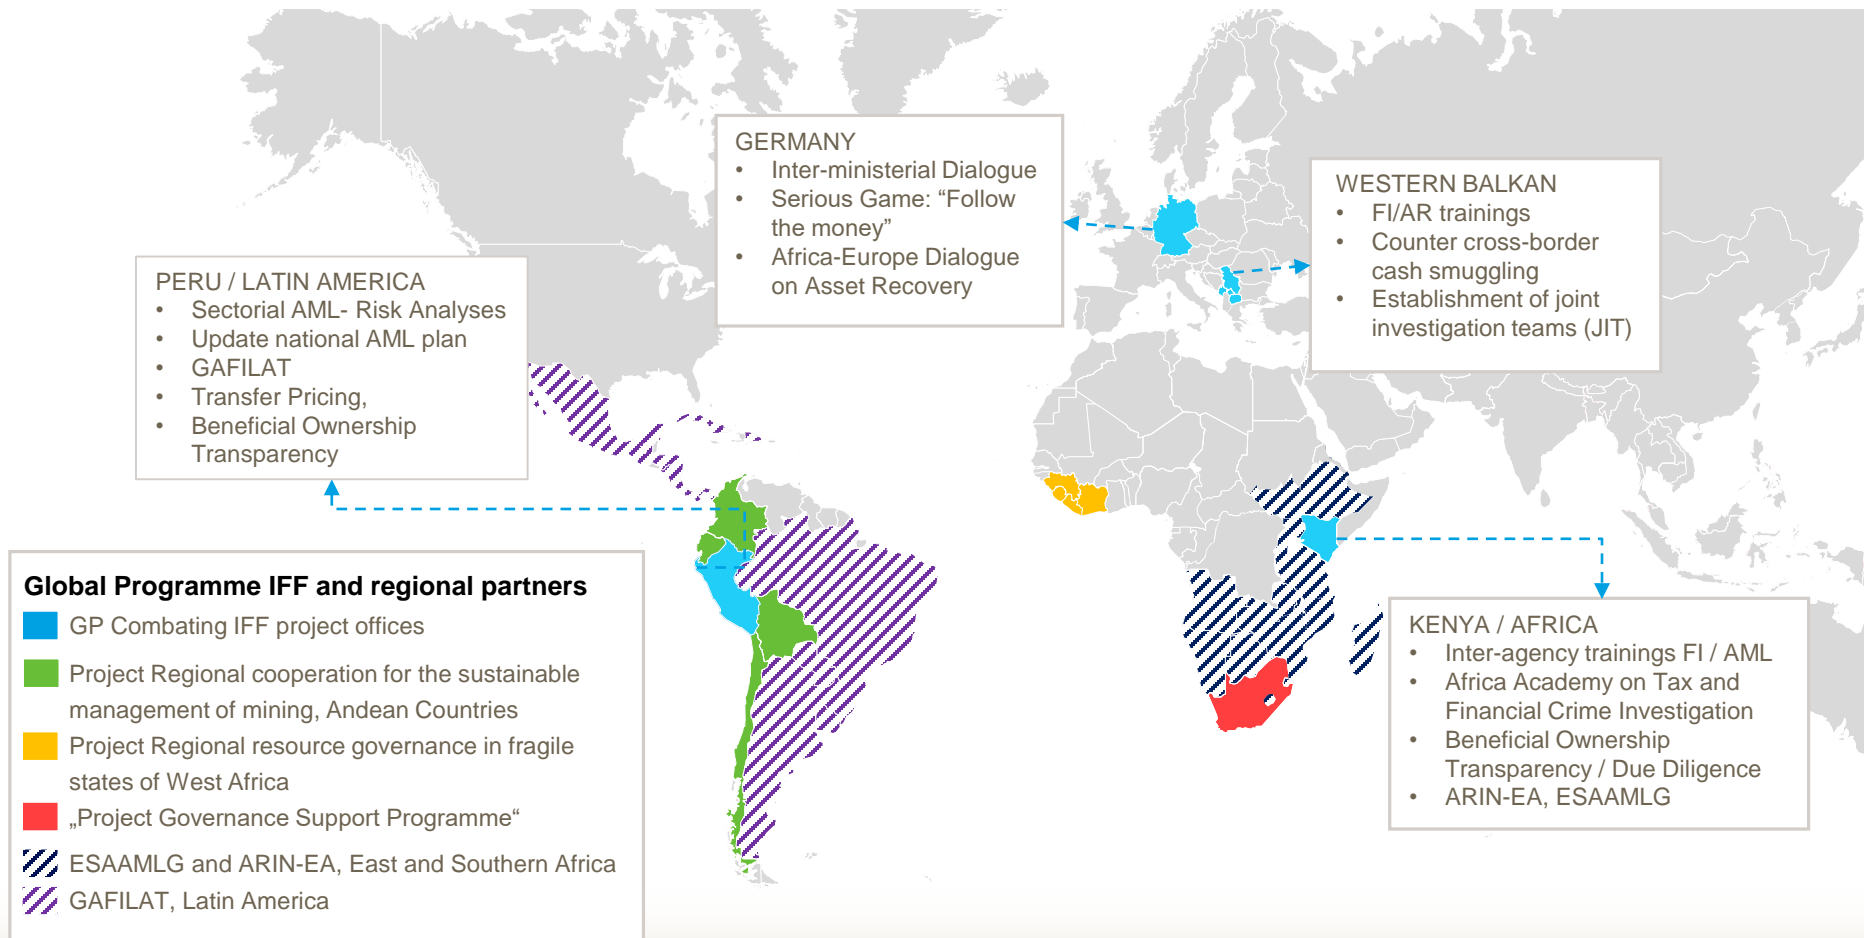 GERMANY
• Inter-ministerial Dialogue
• Serious Game: “Follow
the money”
• Africa-Europe Dialogue
on Asset Recovery
WESTERN BALKAN
• FI/AR trainings
• Counter cross-border
cash smuggling
• Establishment of joint
investigation teams (JIT)
PERU / LATIN AMERICA
• Sectorial AML- Risk Analyses
• Update national AML plan
• GAFILAT
• Transfer Pricing,
• Beneficial Ownership
Transparency
Global Programme IFF and regional partners
GP Combating IFF project offices
Project Regional cooperation for the sustainable
management of mining, Andean Countries
Project Regional resource governance in fragile
states of West Africa
„Project Governance Support Programme“
ESAAMLG and ARIN-EA, East and Southern Africa
GAFILAT, Latin America
KENYA / AFRICA
• Inter-agency trainings FI / AML
• Africa Academy on Tax and
Financial Crime Investigation
• Beneficial Ownership
Transparency / Due Diligence
• ARIN-EA, ESAAMLG